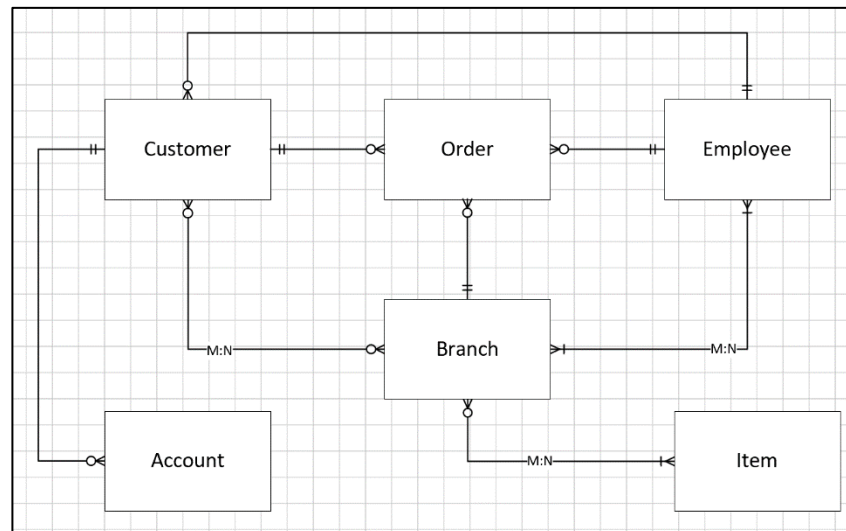 Customer
Order
Employee
M:N
Branch
M:N
Account
M:N
Item